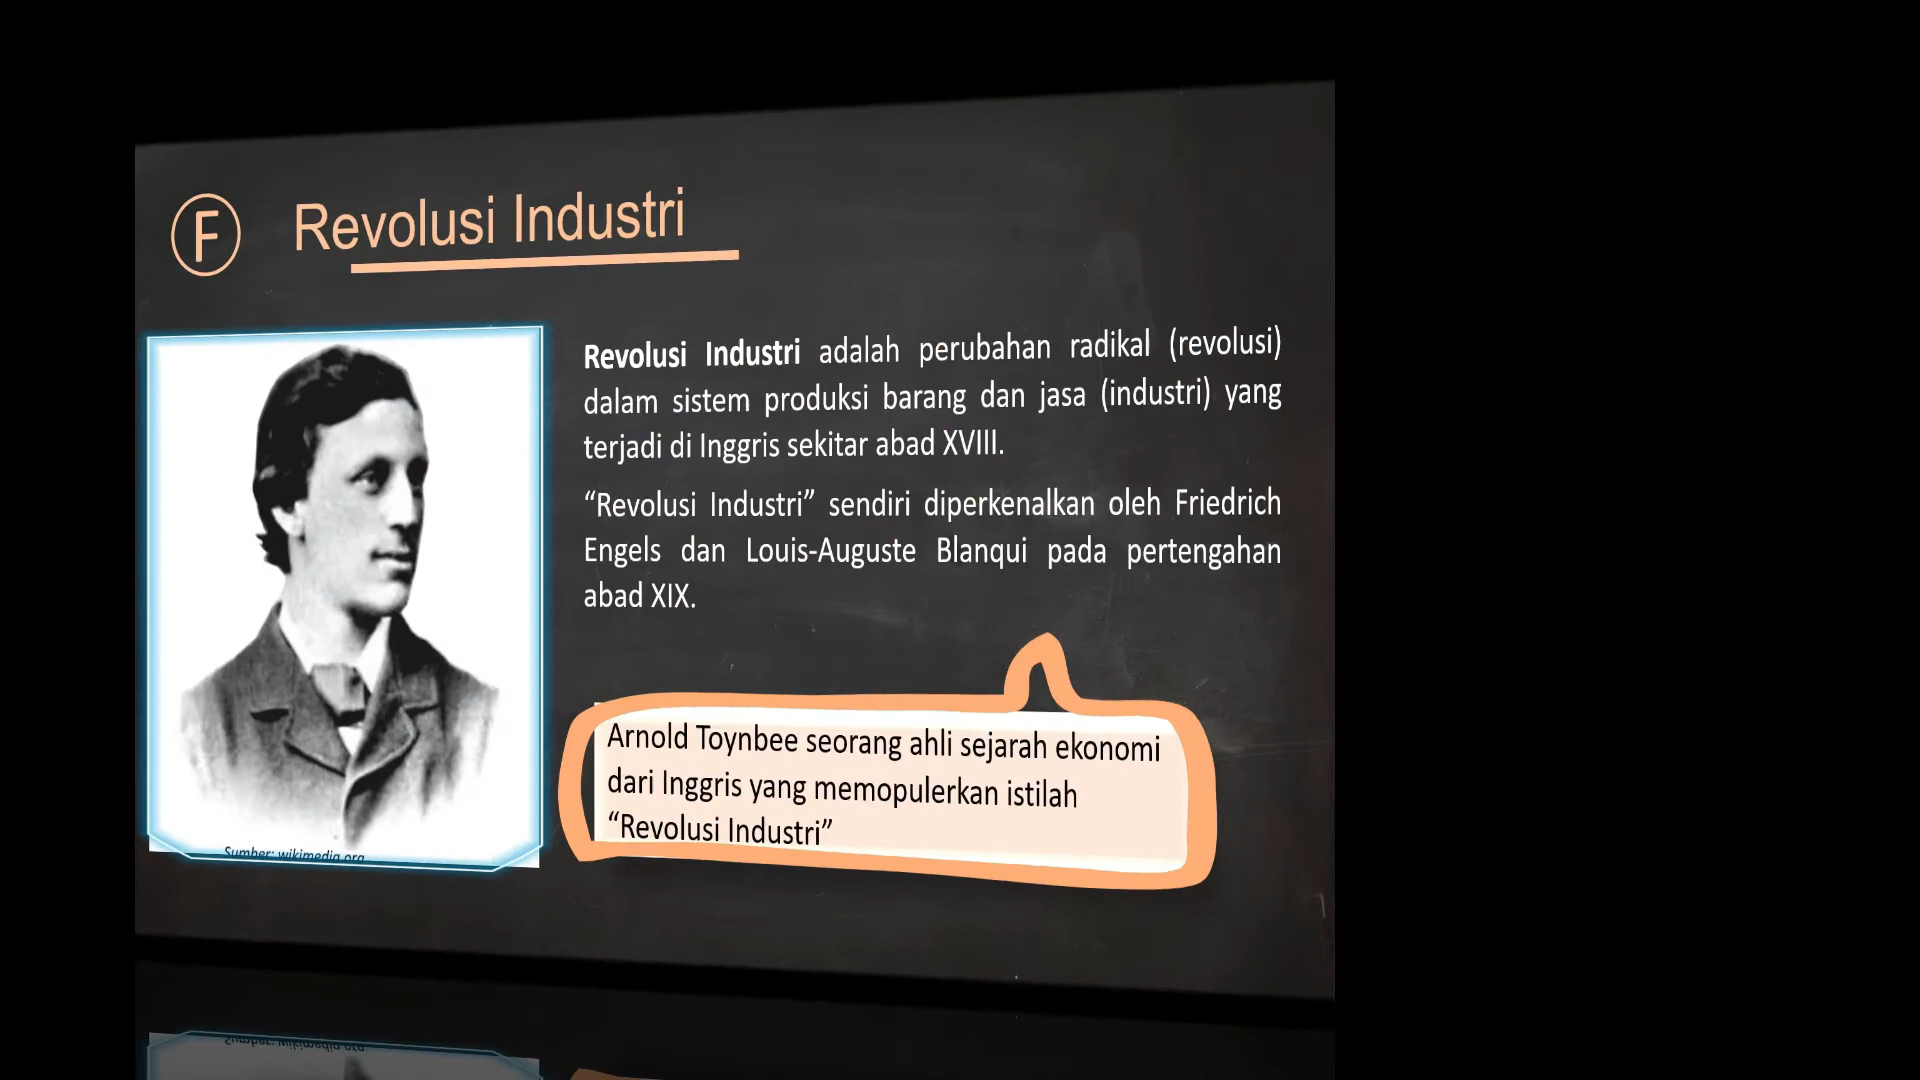 F
Revolusi Industri
Revolusi Industri adalah perubahan radikal (revolusi)
dalam sistem produksi barang dan jasa (industri) yang
terjadi di Inggris sekitar abad XVIII.
“Revolusi Industri” sendiri diperkenalkan oleh Friedrich
Engels dan Louis-Auguste Blanqui pada pertengahan
abad XIX.
Arnold Toynbee seorang ahli sejarah ekonomi
dari Inggris yang memopulerkan istilah
“Revolusi Industri”
Sumber: wikimedia.org